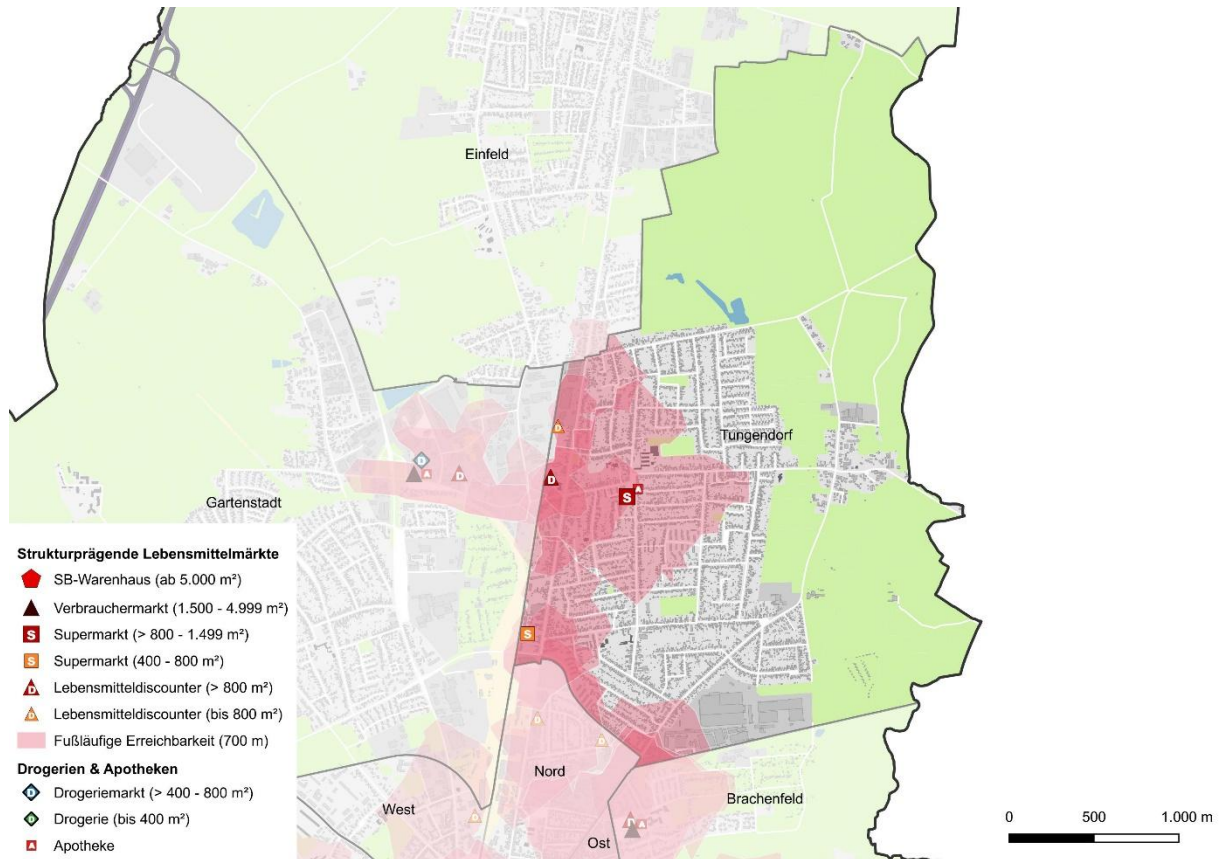 Einfeld
Tungendorf
Gartenstadt
D
A
D
D
D
S
A
S
D
D
Nord
West
D
Ost
Brachenfeld
A
Strukturprägende Lebensmittelmärkte
SB-Warenhaus (ab 5.000 m²)
Verbrauchermarkt (1.500 - 4.999 m²)
S Supermarkt (> 800 - 1.499 m²)
S Supermarkt (400 - 800 m²)
D Lebensmitteldiscounter (> 800 m²)
D Lebensmitteldiscounter (bis 800 m²)
Fußläufige Erreichbarkeit (700 m)
Drogerien & Apotheken
D Drogeriemarkt (> 400 - 800 m²)
D Drogerie (bis 400 m²)
A Apotheke
0 500 1.000 m